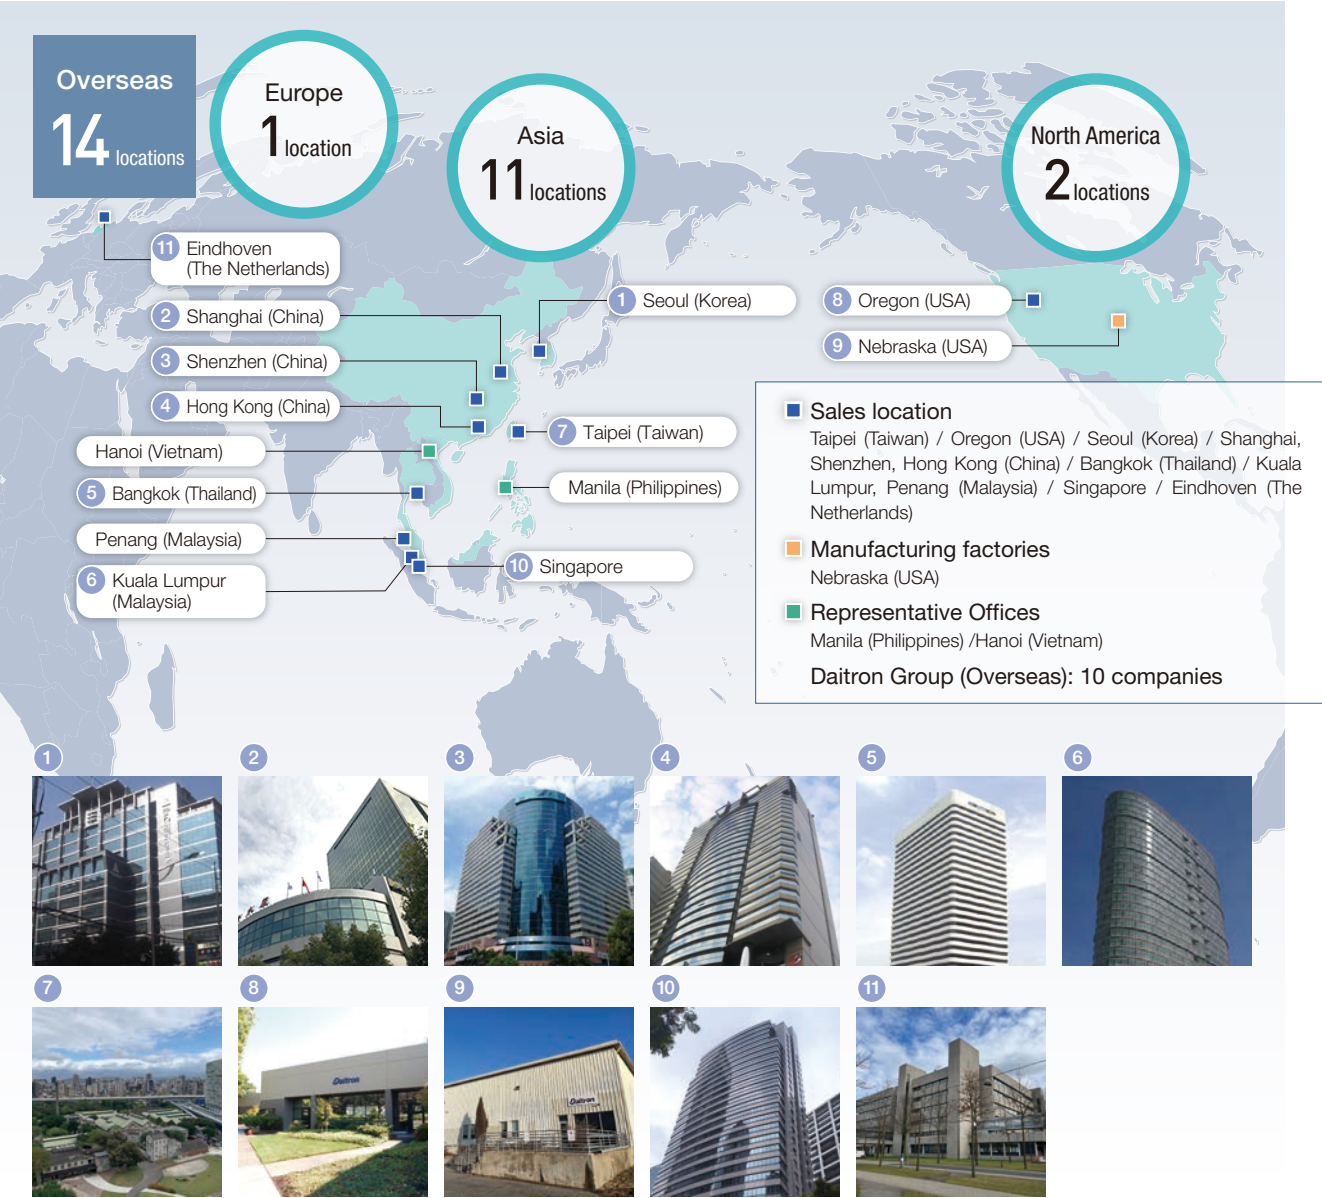 Overseas
14 locations
Europe
1 location
Asia
11 locations
North America
2 locations
11 Eindhoven
(The Netherlands)
2 Shanghai (China)
3 Shenzhen (China)
4 Hong Kong (China)
Hanoi (Vietnam)
5 Bangkok (Thailand)
Penang (Malaysia)
6 Kuala Lumpur
(Malaysia)
1 Seoul (Korea)
7 Taipei (Taiwan)
Manila (Philippines)
10 Singapore
8 Oregon (USA)
9 Nebraska (USA)
Sales location
Taipei (Taiwan) / Oregon (USA) / Seoul (Korea) / Shanghai,
Shenzhen, Hong Kong (China) / Bangkok (Thailand) / Kuala
Lumpur, Penang (Malaysia) / Singapore / Eindhoven (The
Netherlands)
Manufacturing factories
Nebraska (USA)
Representative Offices
Manila (Philippines) /Hanoi (Vietnam)
Daitron Group (Overseas): 10 companies
1
2
3
4
5
6
7
8
9
10
11
Daitron
Daitron